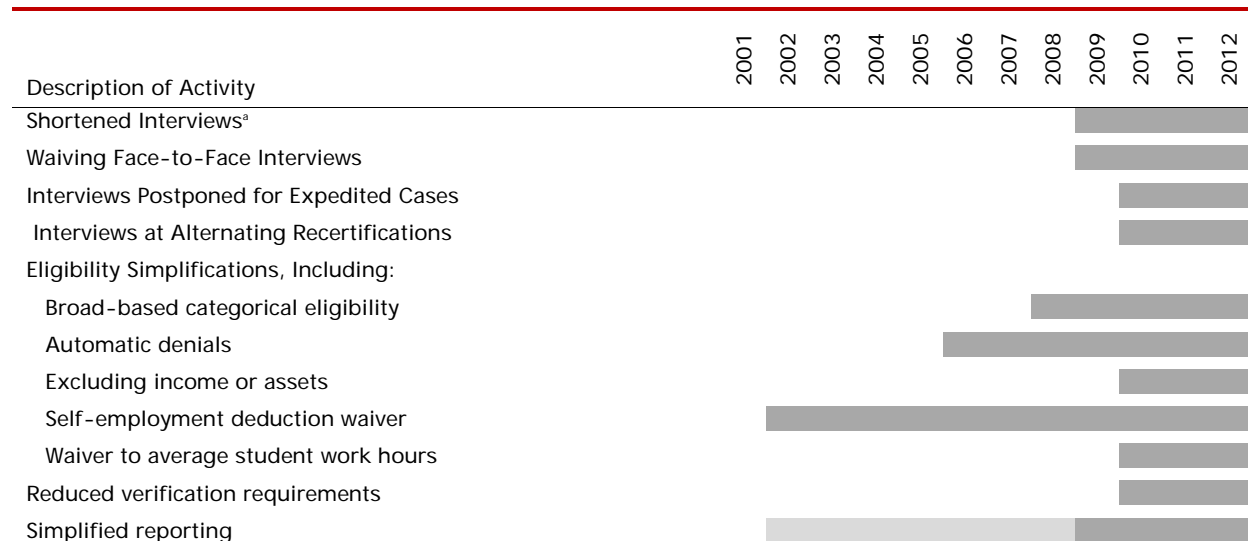 2001 2002 2003 2004 2005 2006 2007 2008 2009 2010 2011 2012
Description of Activity
Shortened Interviewsᵃ
Waiving Face-to-Face Interviews
Interviews Postponed for Expedited Cases
Interviews at Alternating Recertifications
Eligibility Simplifications, Including:
Broad-based categorical eligibility
Automatic denials
Excluding income or assets
Self-employment deduction waiver
Waiver to average student work hours
Reduced verification requirements
Simplified reporting